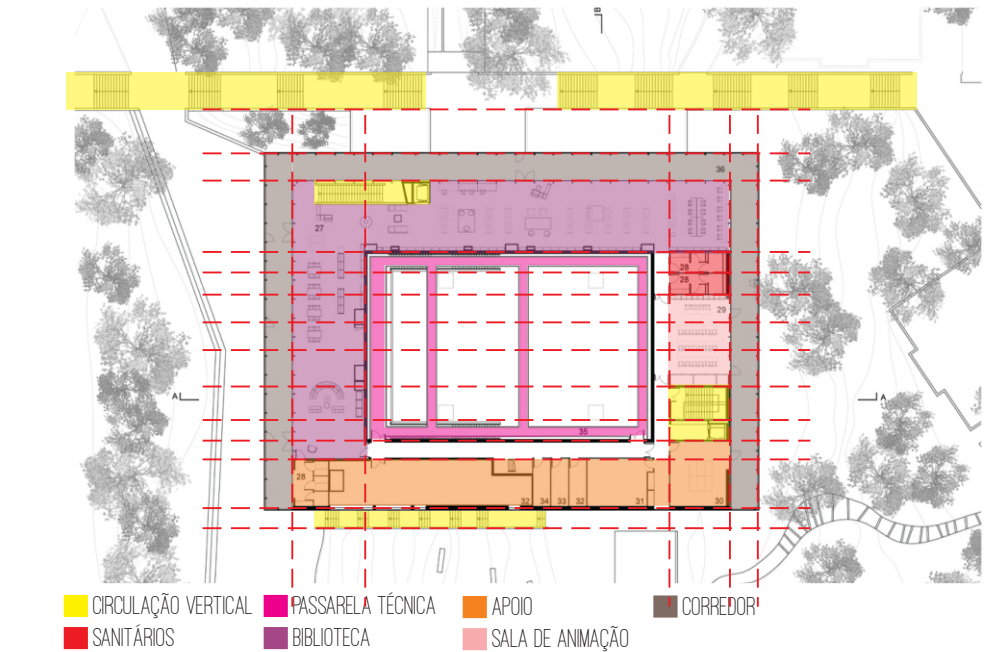 B
36
27
28
28
29
A
A
35
28
32
34
33
32
31
30
CIRCULAÇÃO VERTICAL
PASSARELA TÉCNICA
APOIO
CORREDOR
SANITÁRIOS
BIBLIOTECA
SALA DE ANIMAÇÃO